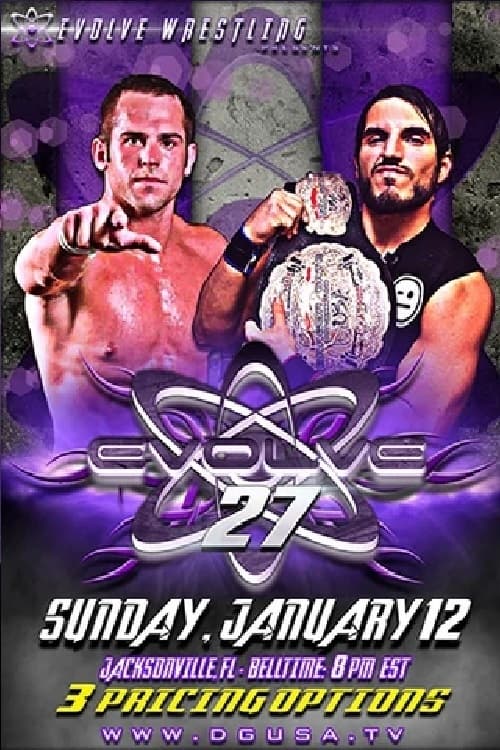 EVOLVE WRESTLING
PRESENTS
EVOLVE
27
SUNDAY, JANUARY 12
JACKSONVILLE, FL - BELLTIME: 8 PM EST
3 PRICING OPTIONS
WWW.DGUSA.TV